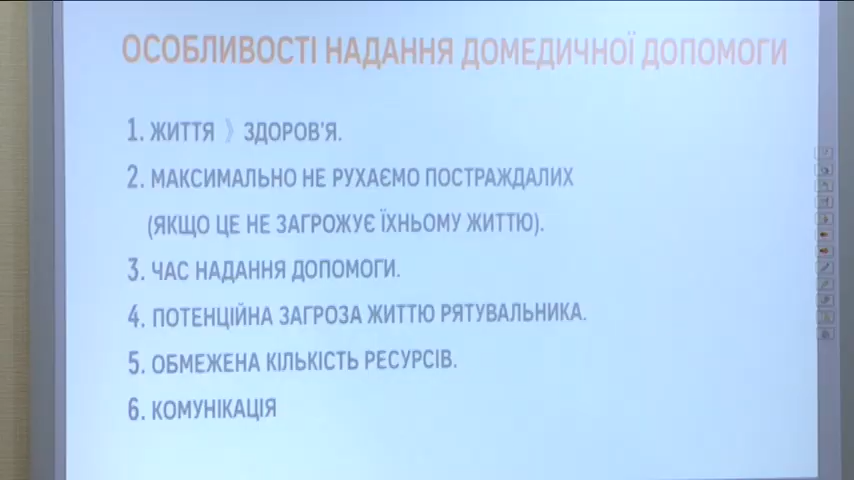 ОСОБЛИВОСТІ НАДАННЯ ДОМЕДИЧНОЇ ДОПОМОГИ
1. ЖИТТЯ 〉 ЗДОРОВ'Я.
2. МАКСИМАЛЬНО НЕ РУХАЄМО ПОСТРАЖДАЛИХ
(ЯКЩО ЦЕ НЕ ЗАГРОЖУЄ ЇХНЬОМУ ЖИТТЮ).
3. ЧАС НАДАННЯ ДОПОМОГИ.
4. ПОТЕНЦІЙНА ЗАГРОЗА ЖИТТЮ РЯТУВАЛЬНИКА.
5. ОБМЕЖЕНА КІЛЬКІСТЬ РЕСУРСІВ.
6. КОМУНІКАЦІЯ